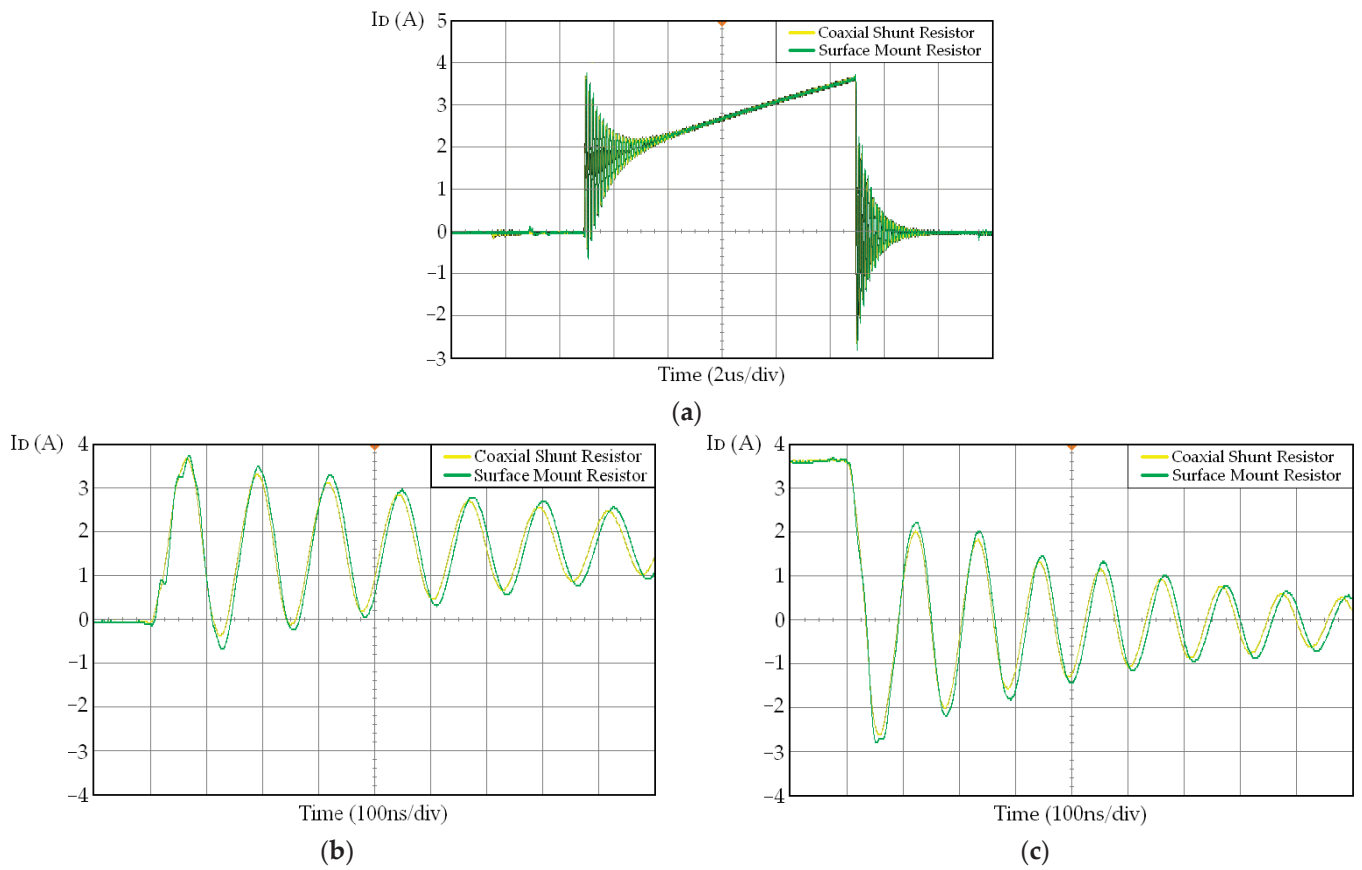 ID (A)
5
4
3
2
1
0
−1
−2
−3
Coaxial Shunt Resistor
Surface Mount Resistor
Time (2us/div)
(a)
ID (A)
4
3
2
1
0
−1
−2
−3
−4
Coaxial Shunt Resistor
Surface Mount Resistor
Time (100ns/div)
(b)
ID (A)
4
3
2
1
0
−1
−2
−3
−4
Coaxial Shunt Resistor
Surface Mount Resistor
Time (100ns/div)
(c)